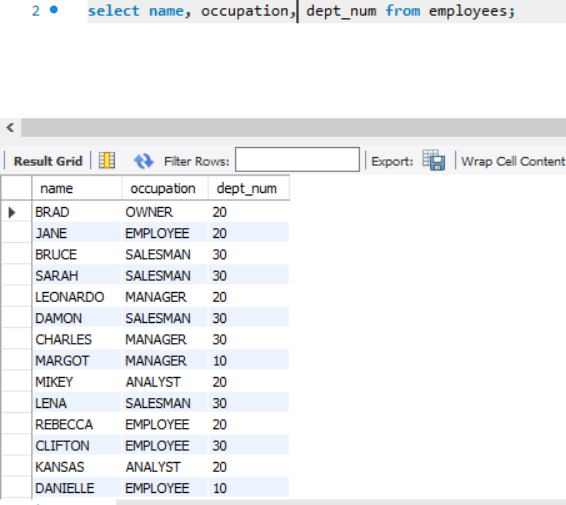 2 select name, occupation, dept_num from employees;
Result Grid Filter Rows: Export: Wrap Cell Content
name occupation dept_num
BRAD OWNER 20
JANE EMPLOYEE 20
BRUCE SALESMAN 30
SARAH SALESMAN 30
LEONARDO MANAGER 20
DAMON SALESMAN 30
CHARLES MANAGER 30
MARGOT MANAGER 10
MIKEY ANALYST 20
LENA SALESMAN 30
REBECCA EMPLOYEE 20
CLIFTON EMPLOYEE 30
KANSAS ANALYST 20
DANIELLE EMPLOYEE 10